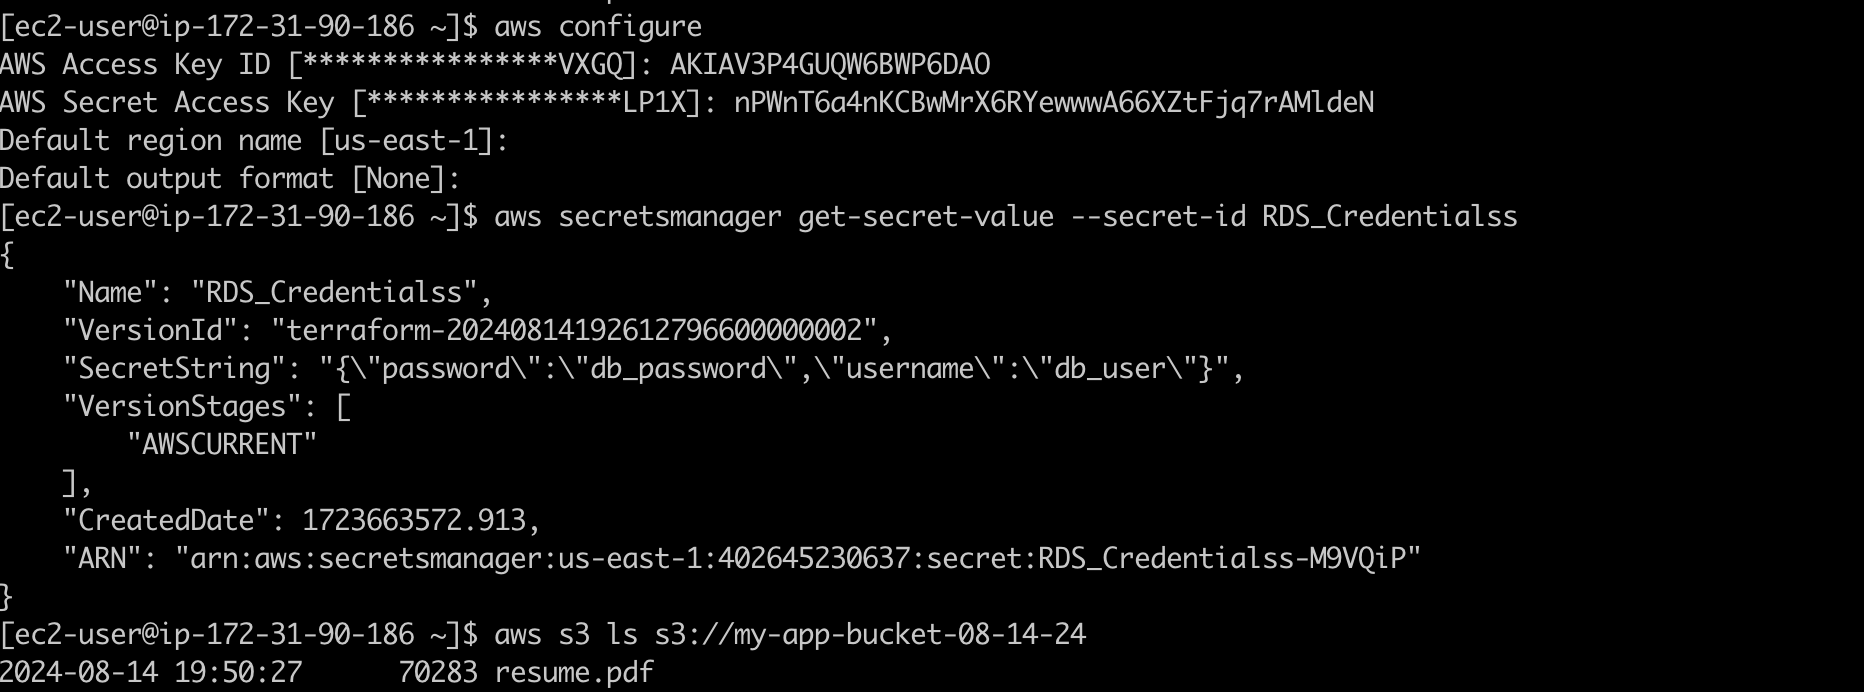 [ec2-user@ip-172-31-90-186 ~]$ aws configure
AWS Access Key ID [****************VXGQ]: AKIAV3P4GUQW6BWP6DAO
AWS Secret Access Key [****************LP1X]: 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
Default region name [us-east-1]:
Default output format [None]:
[ec2-user@ip-172-31-90-186 ~]$ aws secretsmanager get-secret-value --secret-id RDS_Credentialss
{
    "Name": "RDS_Credentialss",
    "VersionId": "terraform-20240814192612796600000002",
    "SecretString": "{\"password\":\"db_password\",\"username\":\"db_user\"}",
    "VersionStages": [
        "AWSCURRENT"
    ],
    "CreatedDate": 1723663572.913,
    "ARN": "arn:aws:secretsmanager:us-east-1:402645230637:secret:RDS_Credentialss-M9VQiP"
}
[ec2-user@ip-172-31-90-186 ~]$ aws s3 ls s3://my-app-bucket-08-14-24
2024-08-14 19:50:27      70283 resume.pdf